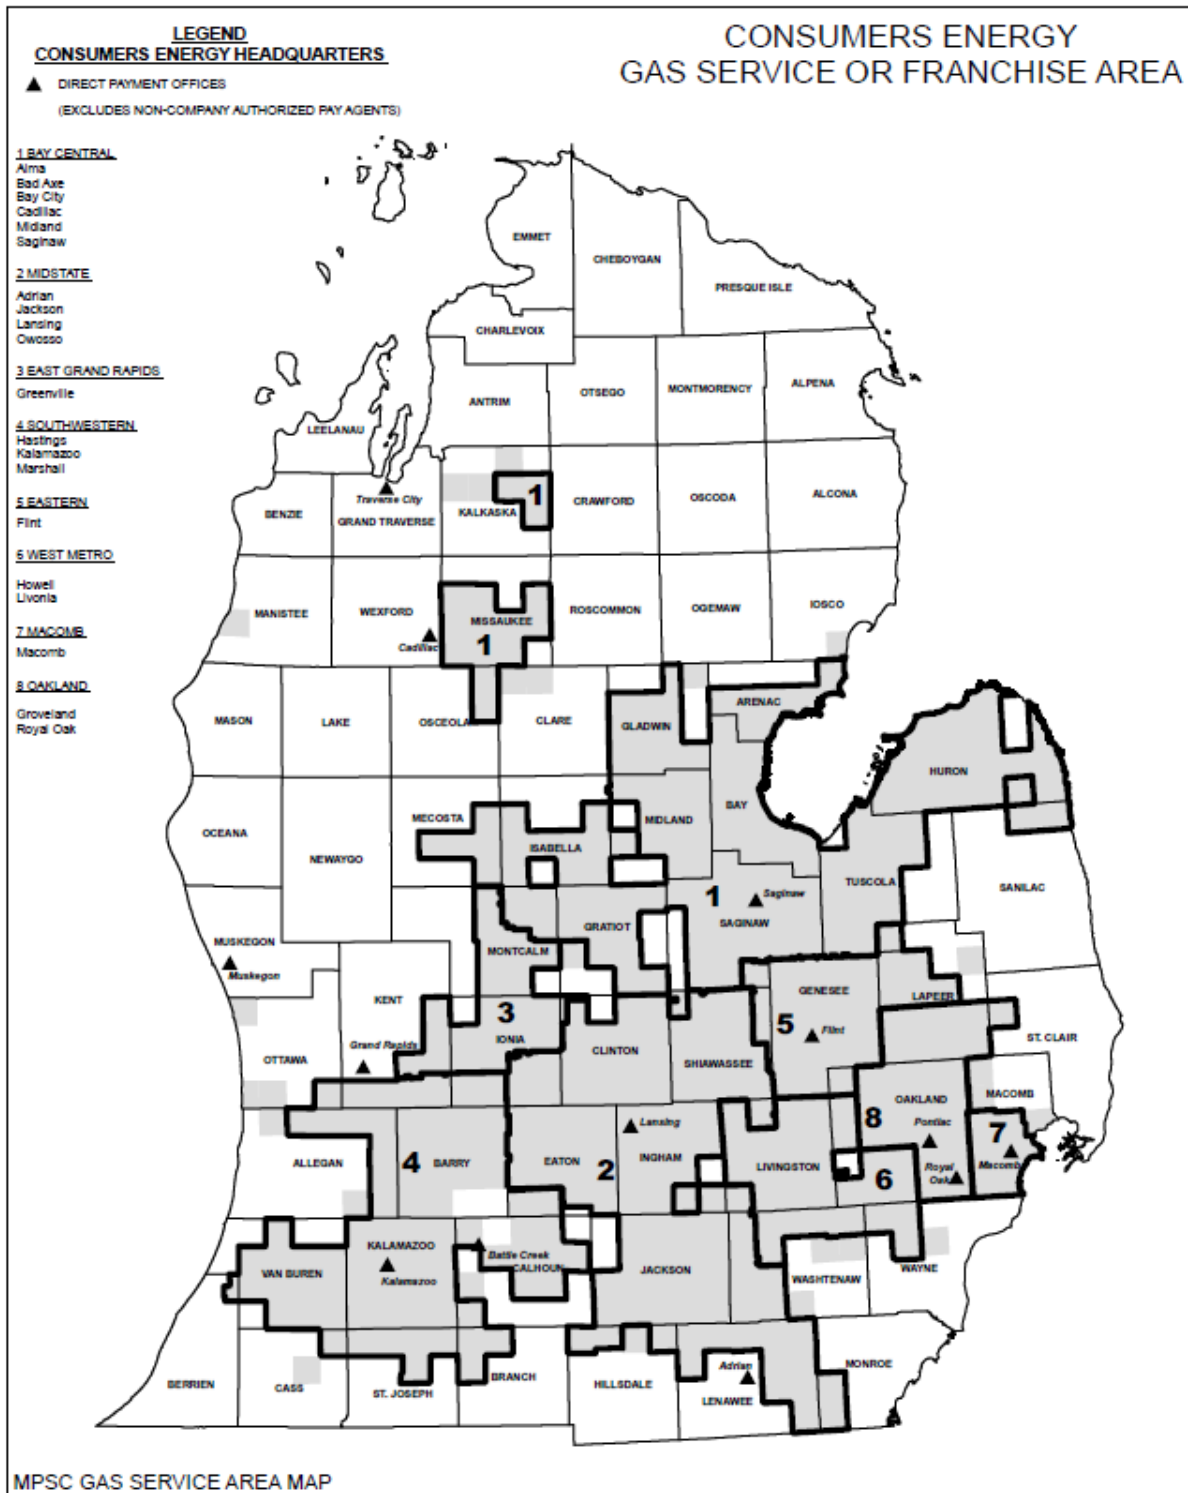 LEGEND
CONSUMERS ENERGY HEADQUARTERS
DIRECT PAYMENT OFFICES
(EXCLUDES NON-COMPANY AUTHORIZED PAY AGENTS)
CONSUMERS ENERGY
GAS SERVICE OR FRANCHISE AREA
1 BAY CENTRAL
Alma
Bad Axe
Bay City
Cadillac
Midland
Saginaw
2 MIDSTATE
Adrian
Jackson
Lansing
Owosso
3 EAST GRAND RAPIDS
Greenville
4 SOUTHWESTERN
Hastings
Kalamazoo
Marshall
5 EASTERN
Flint
6 WEST METRO
Howell
Livonia
7 MACOMB
Macomb
8 OAKLAND
Groveland
Royal Oak
EMMET
CHEBOYGAN
PRESQUE ISLE
CHARLEVOIX
ANTRIM
OTSEGO
MONTMORENCY
ALPENA
LEELANAU
Traverse City
BENZIE
GRAND TRAVERSE
KALKASKA
1
CRAWFORD
OSCODA
ALCONA
MANISTEE
WEXFORD
Cadillac
MISSAUKEE
1
ROSCOMMON
OGEMAW
IOSCO
MASON
LAKE
OSCEOLA
CLARE
GLADWIN
ARENAC
HURON
OCEANA
NEWAYGO
MECOSTA
ISABELLA
MIDLAND
BAY
TUSCOLA
SANILAC
1
Saginaw
SAGINAW
GRATIOT
MUSKEGON
Muskegon
MONTCALM
KENT
GENESEE
LAPEER
3
5
Flint
IONIA
OTTAWA
Grand Rapids
CLINTON
SHIAWASSEE
ST. CLAIR
MACOMB
OAKLAND
8
Pontiac
7
Macomb
Royal
Oak
ALLEGAN
4
BARRY
EATON
2
Lansing
INGHAM
LIVINGSTON
6
KALAMAZOO
Kalamazoo
VAN BUREN
Battle Creek
CALHOUN
JACKSON
WASHTENAW
WAYNE
BERRIEN
CASS
ST. JOSEPH
BRANCH
HILLSDALE
Adrian
LENAWEE
MONROE
MPSC GAS SERVICE AREA MAP